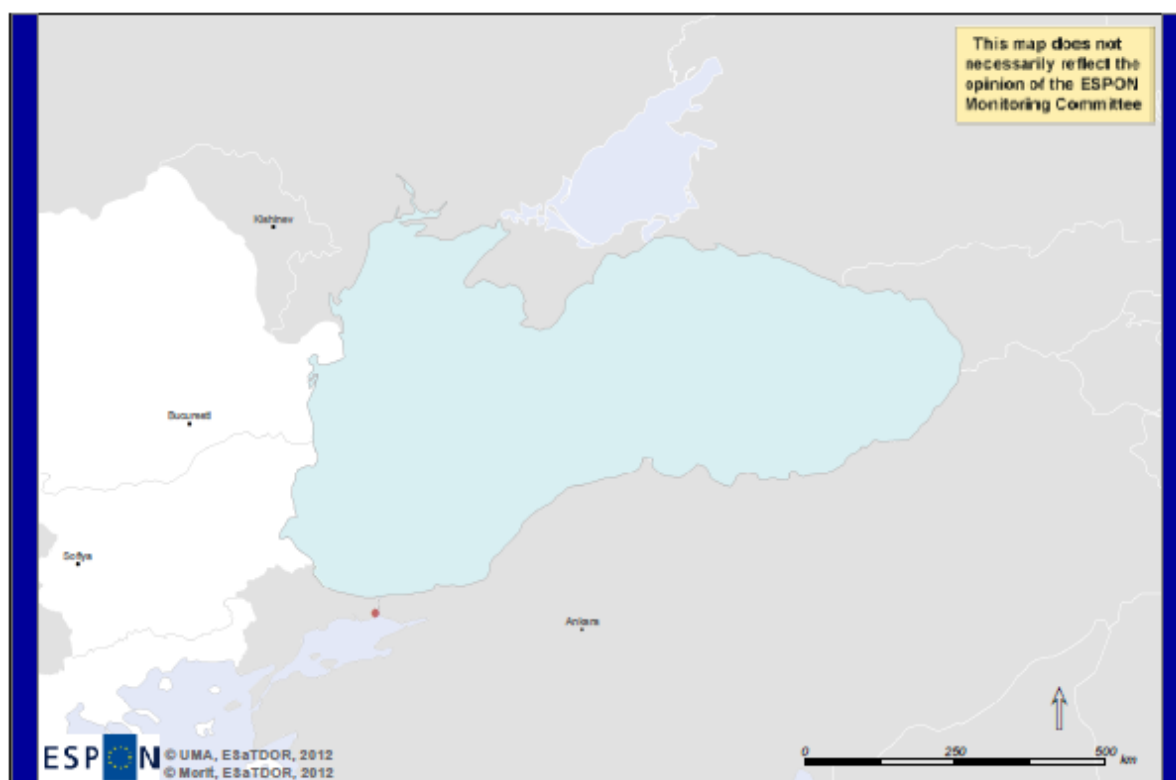 This map does not
necessarily reflect the
opinion of the ESPON
Monitoring Committee
Kishinev
Bucuresti
Sofiya
Ankara
ESPON
© UMA, ESaTDOR, 2012
© Morit, ESaTDOR, 2012
0 250 500 km